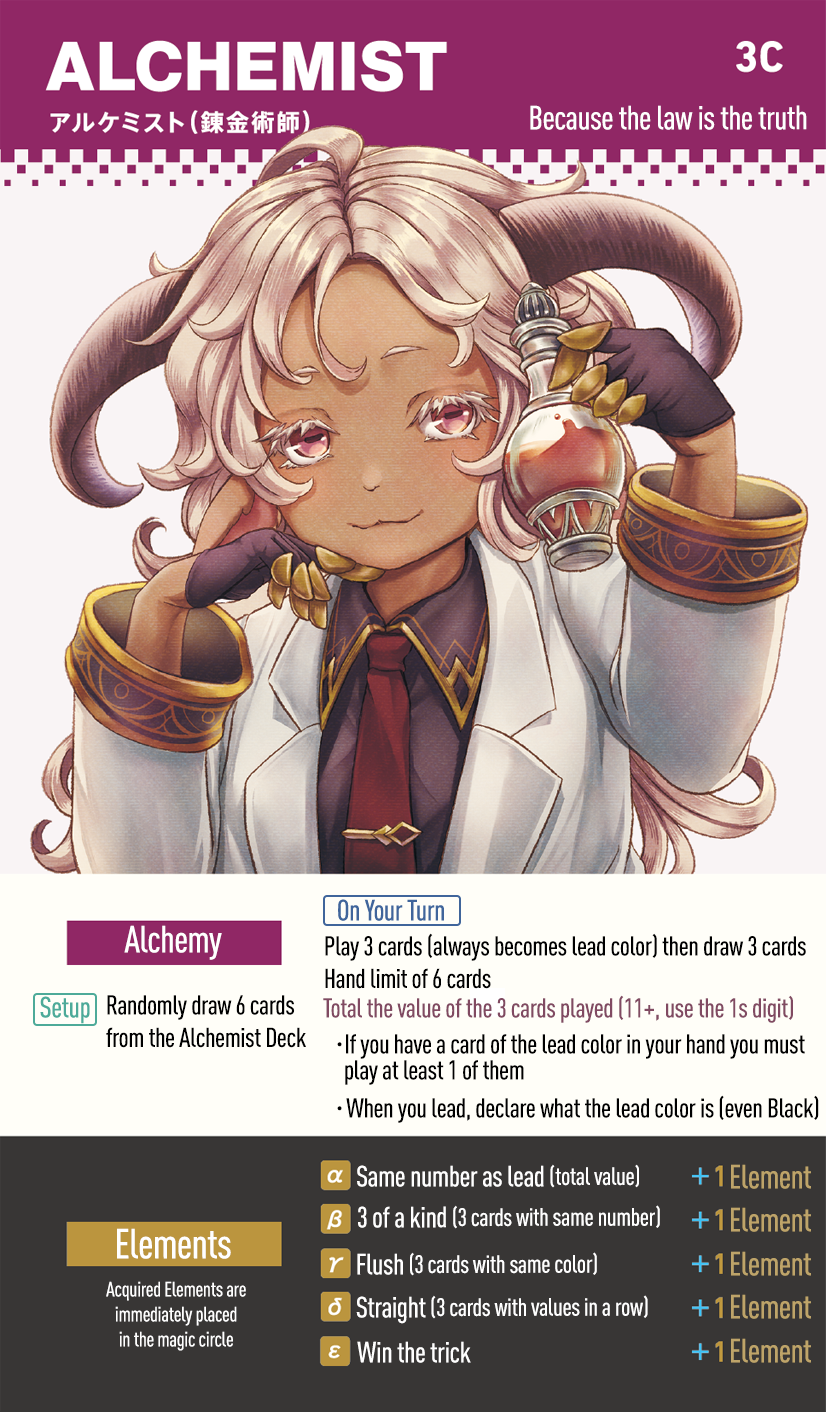 ALCHEMIST
3C
アルケミスト(錬金術師)
Because the law is the truth
Alchemy
Setup
Randomly draw 6 cards
from the Alchemist Deck
On Your Turn
Play 3 cards (always becomes lead color) then draw 3 cards
Hand limit of 6 cards
Total the value of the 3 cards played (11+, use the 1s digit)
・If you have a card of the lead color in your hand you must
play at least 1 of them
・When you lead, declare what the lead color is (even Black)
Elements
Acquired Elements are
immediately placed
in the magic circle
α Same number as lead (total value) +1 Element
β 3 of a kind (3 cards with same number) +1 Element
γ Flush (3 cards with same color) +1 Element
δ Straight (3 cards with values in a row) +1 Element
ε Win the trick +1 Element